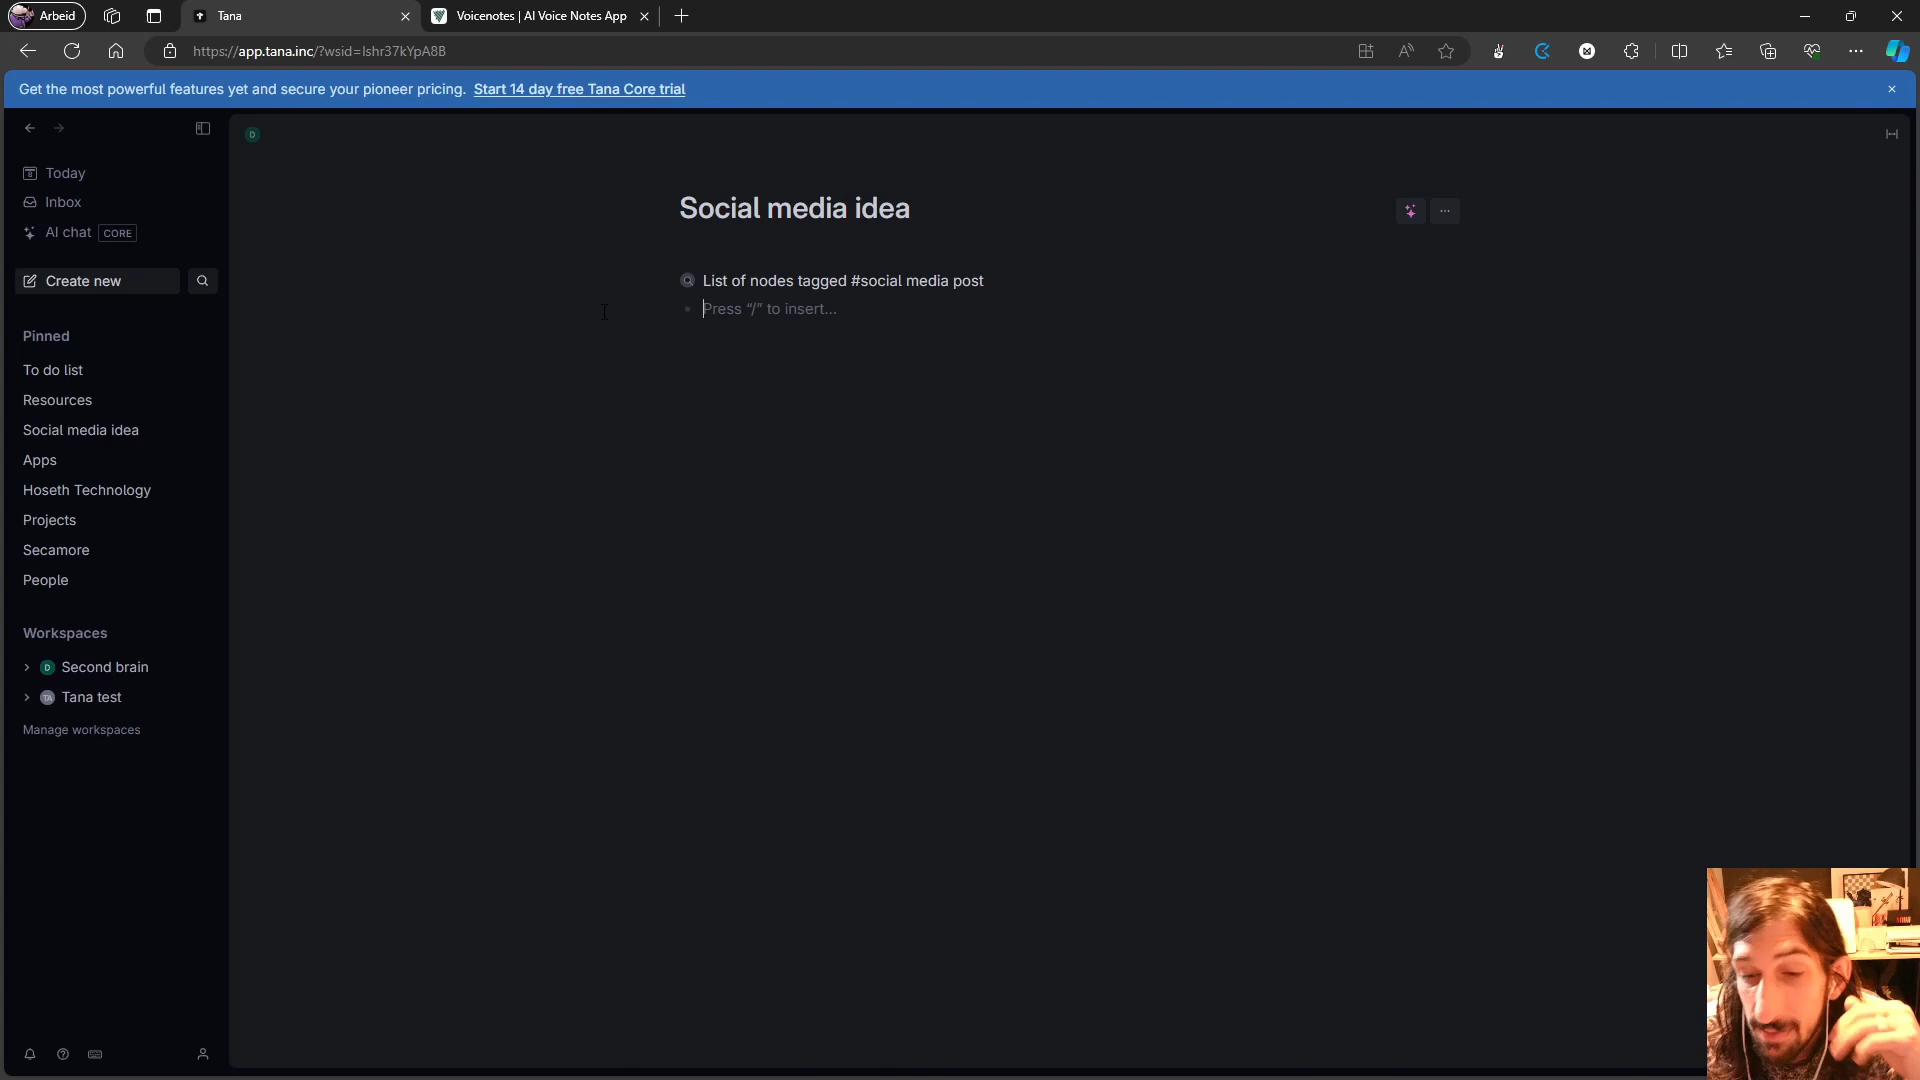 Arbeid
Tana
Voicenotes | AI Voice Notes App
https://app.tana.inc/?wsid=lshr37kYpA8B
Get the most powerful features yet and secure your pioneer pricing. Start 14 day free Tana Core trial
D
Today
Inbox
AI chat CORE
Create new
Pinned
To do list
Resources
Social media idea
Apps
Hoseth Technology
Projects
Secamore
People
Workspaces
D Second brain
TA Tana test
Manage workspaces
Social media idea
List of nodes tagged #social media post
Press “/” to insert...